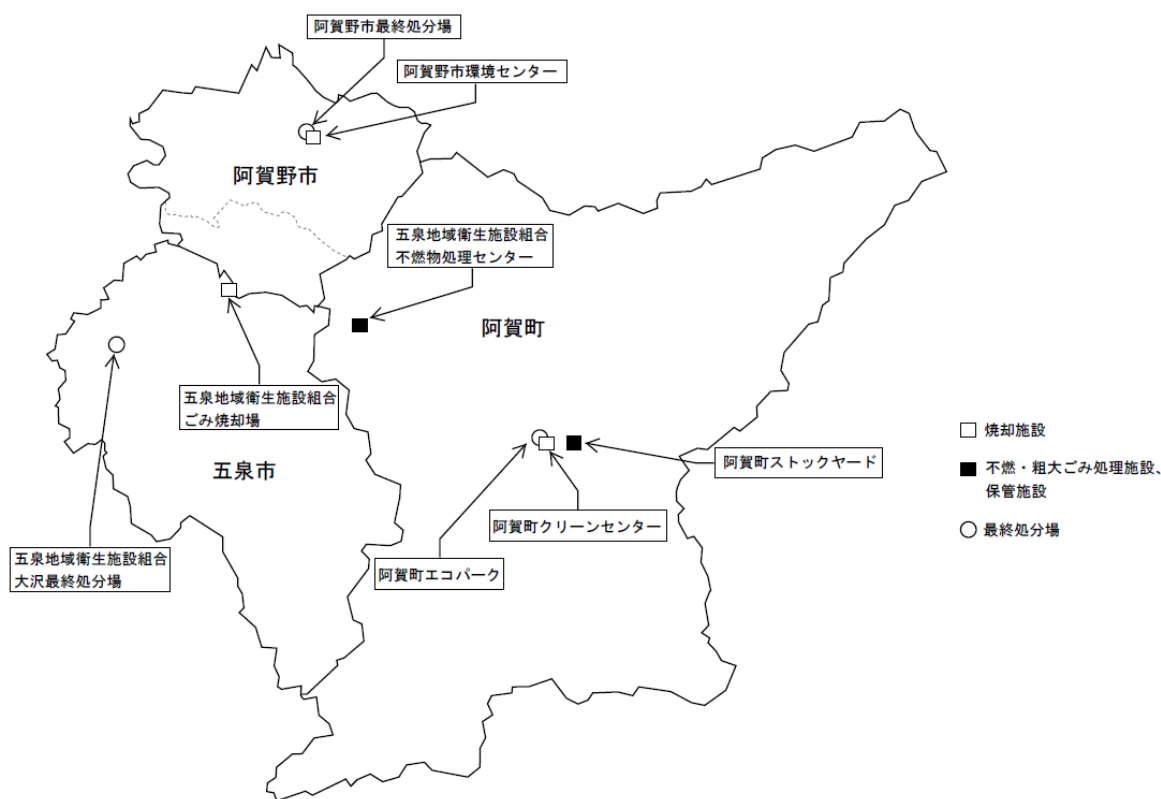 阿賀野市最終処分場
阿賀野市環境センター
阿賀野市
五泉地域衛生施設組合
不燃物処理センター
阿賀町
五泉地域衛生施設組合
ごみ焼却場
五泉市
阿賀町ストックヤード
阿賀町クリーンセンター
阿賀町エコパーク
五泉地域衛生施設組合
大沢最終処分場
焼却施設
不燃・粗大ごみ処理施設、
保管施設
最終処分場